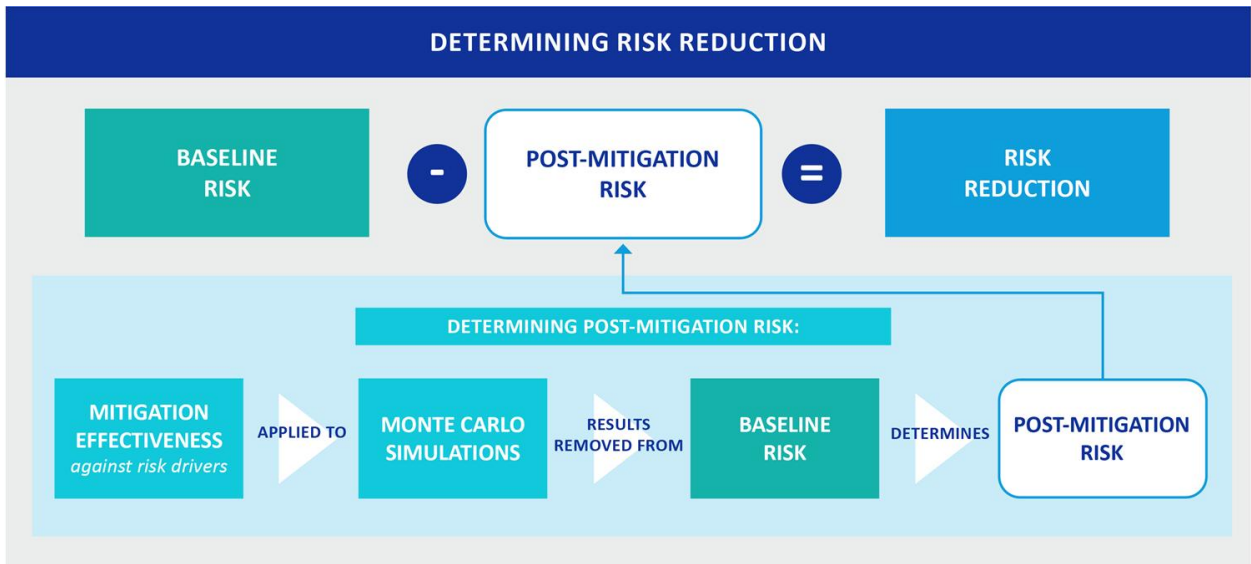 DETERMINING RISK REDUCTION
BASELINE
RISK
-
POST-MITIGATION
RISK
=
RISK
REDUCTION
DETERMINING POST-MITIGATION RISK:
MITIGATION
EFFECTIVENESS
against risk drivers
APPLIED TO
MONTE CARLO
SIMULATIONS
RESULTS
REMOVED FROM
BASELINE
RISK
DETERMINES
POST-MITIGATION
RISK